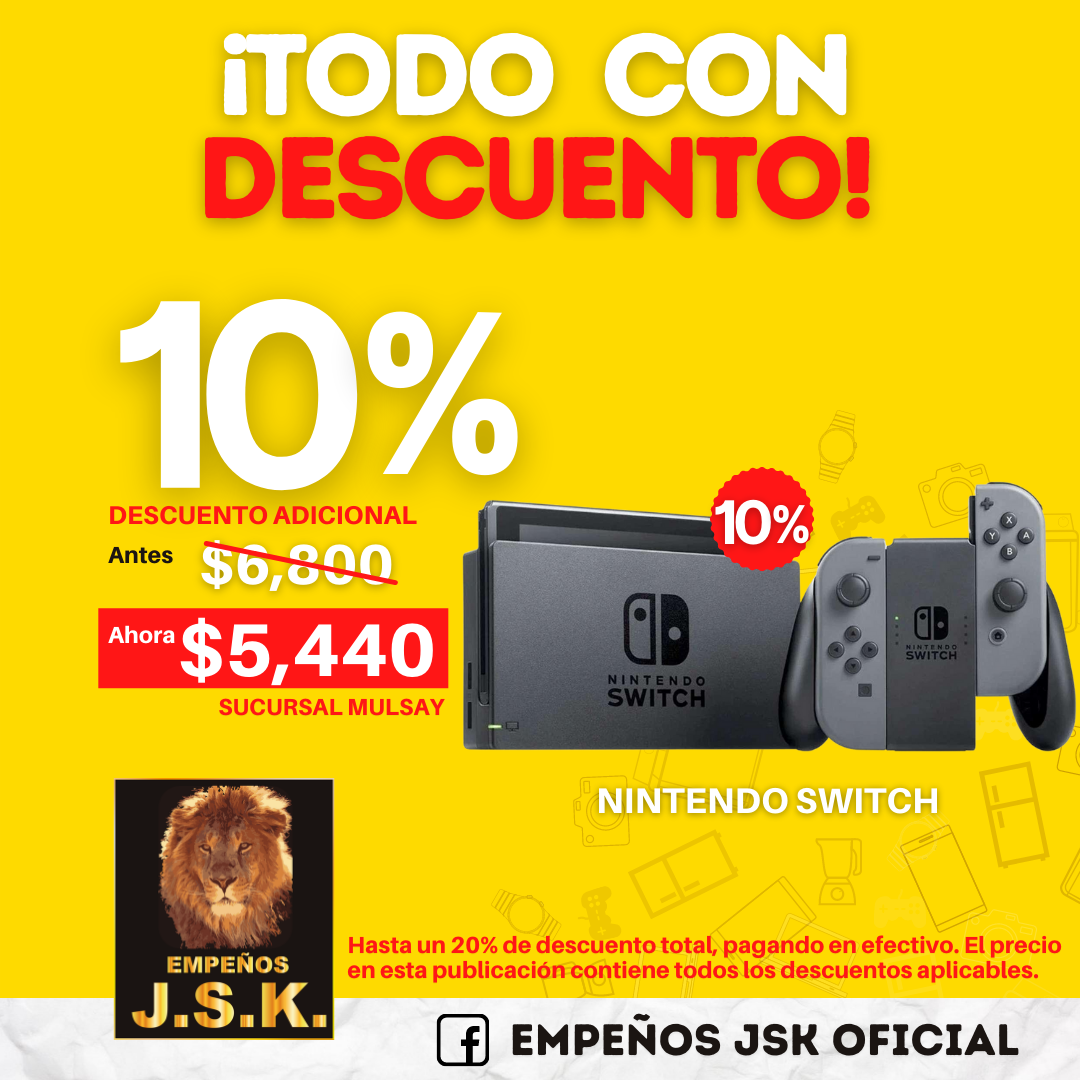 ¡TODO CON
DESCUENTO!
10%
DESCUENTO ADICIONAL
Antes $6,800
Ahora $5,440
SUCURSAL MULSAY
10%
NINTENDO
SWITCH
X
Y A
B
NINTENDO
SWITCH
NINTENDO SWITCH
EMPEÑOS
J.S.K.
Hasta un 20% de descuento total, pagando en efectivo. El precio
en esta publicación contiene todos los descuentos aplicables.
EMPEÑOS JSK OFICIAL